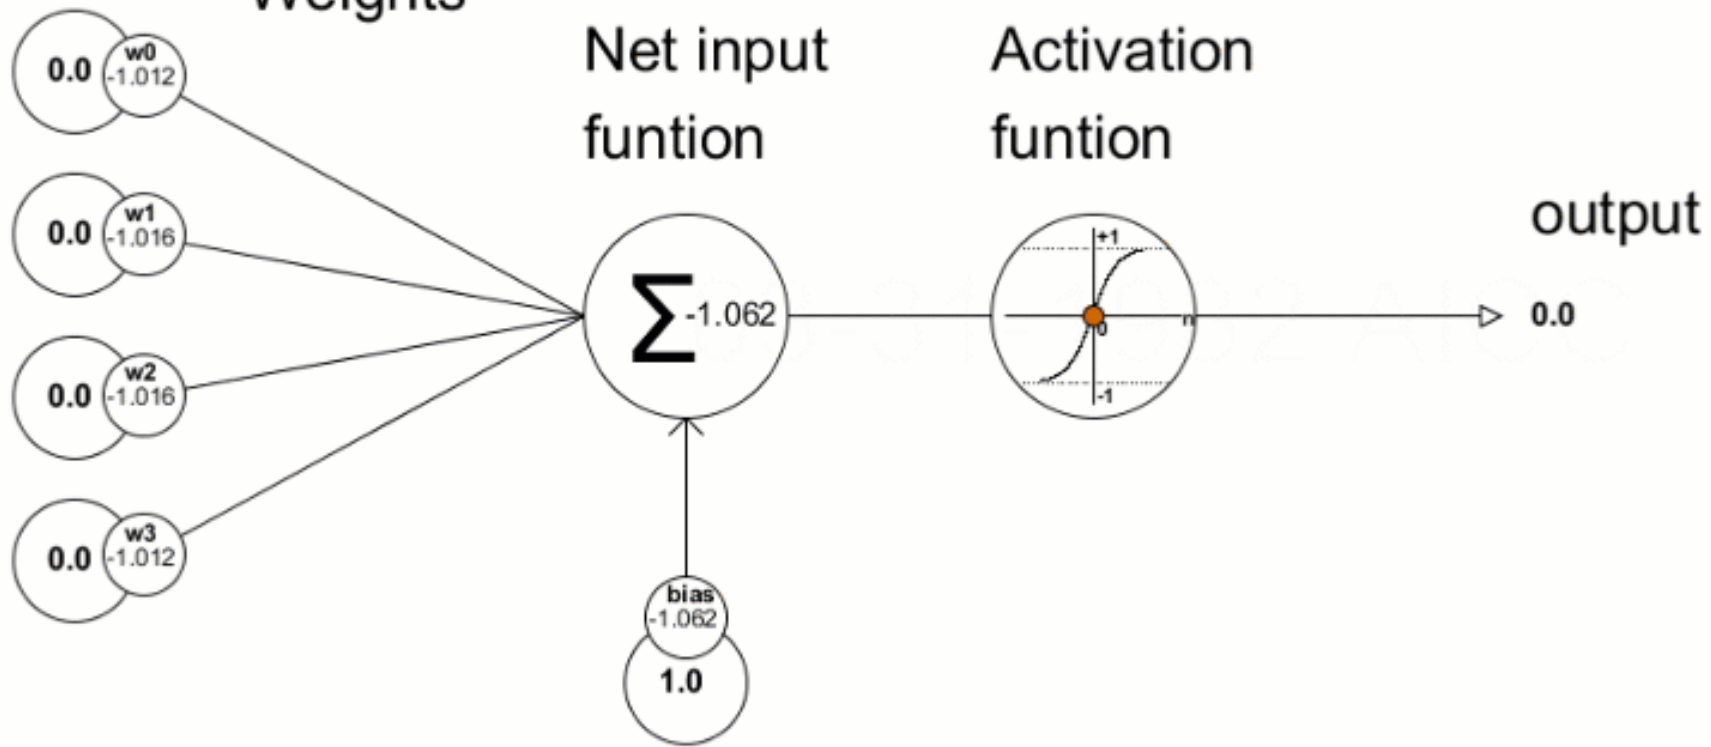 Weights
Net input
funtion
Activation
funtion
output
0.0
w0
-1.012
0.0
w1
-1.016
0.0
w2
-1.016
0.0
w3
-1.012
Σ
-1.062
+1
0
n
-1
0.0
bias
-1.062
1.0